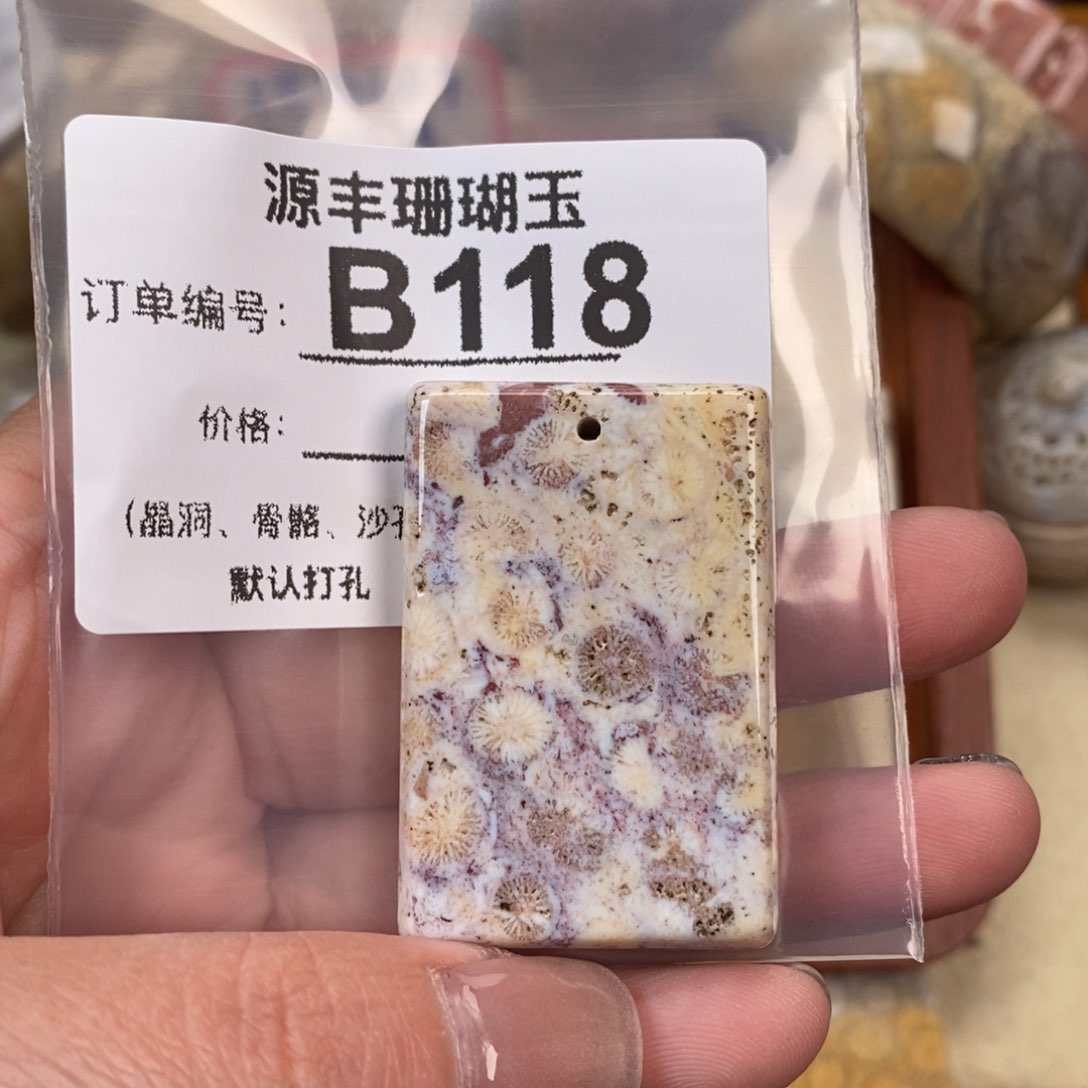 源丰珊瑚玉
订单编号: B118
价格:
(晶洞、骨骼、沙孔
默认打孔